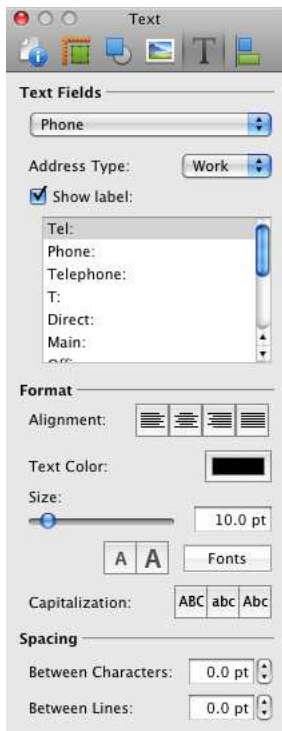 Text
T
Text Fields
Phone
Address Type: Work
Show label:
Tel:
Phone:
Telephone:
T:
Direct:
Main:
Format
Alignment:
Text Color:
Size:
10.0 pt
A A Fonts
Capitalization: ABC abc Abc
Spacing
Between Characters: 0.0 pt
Between Lines: 0.0 pt